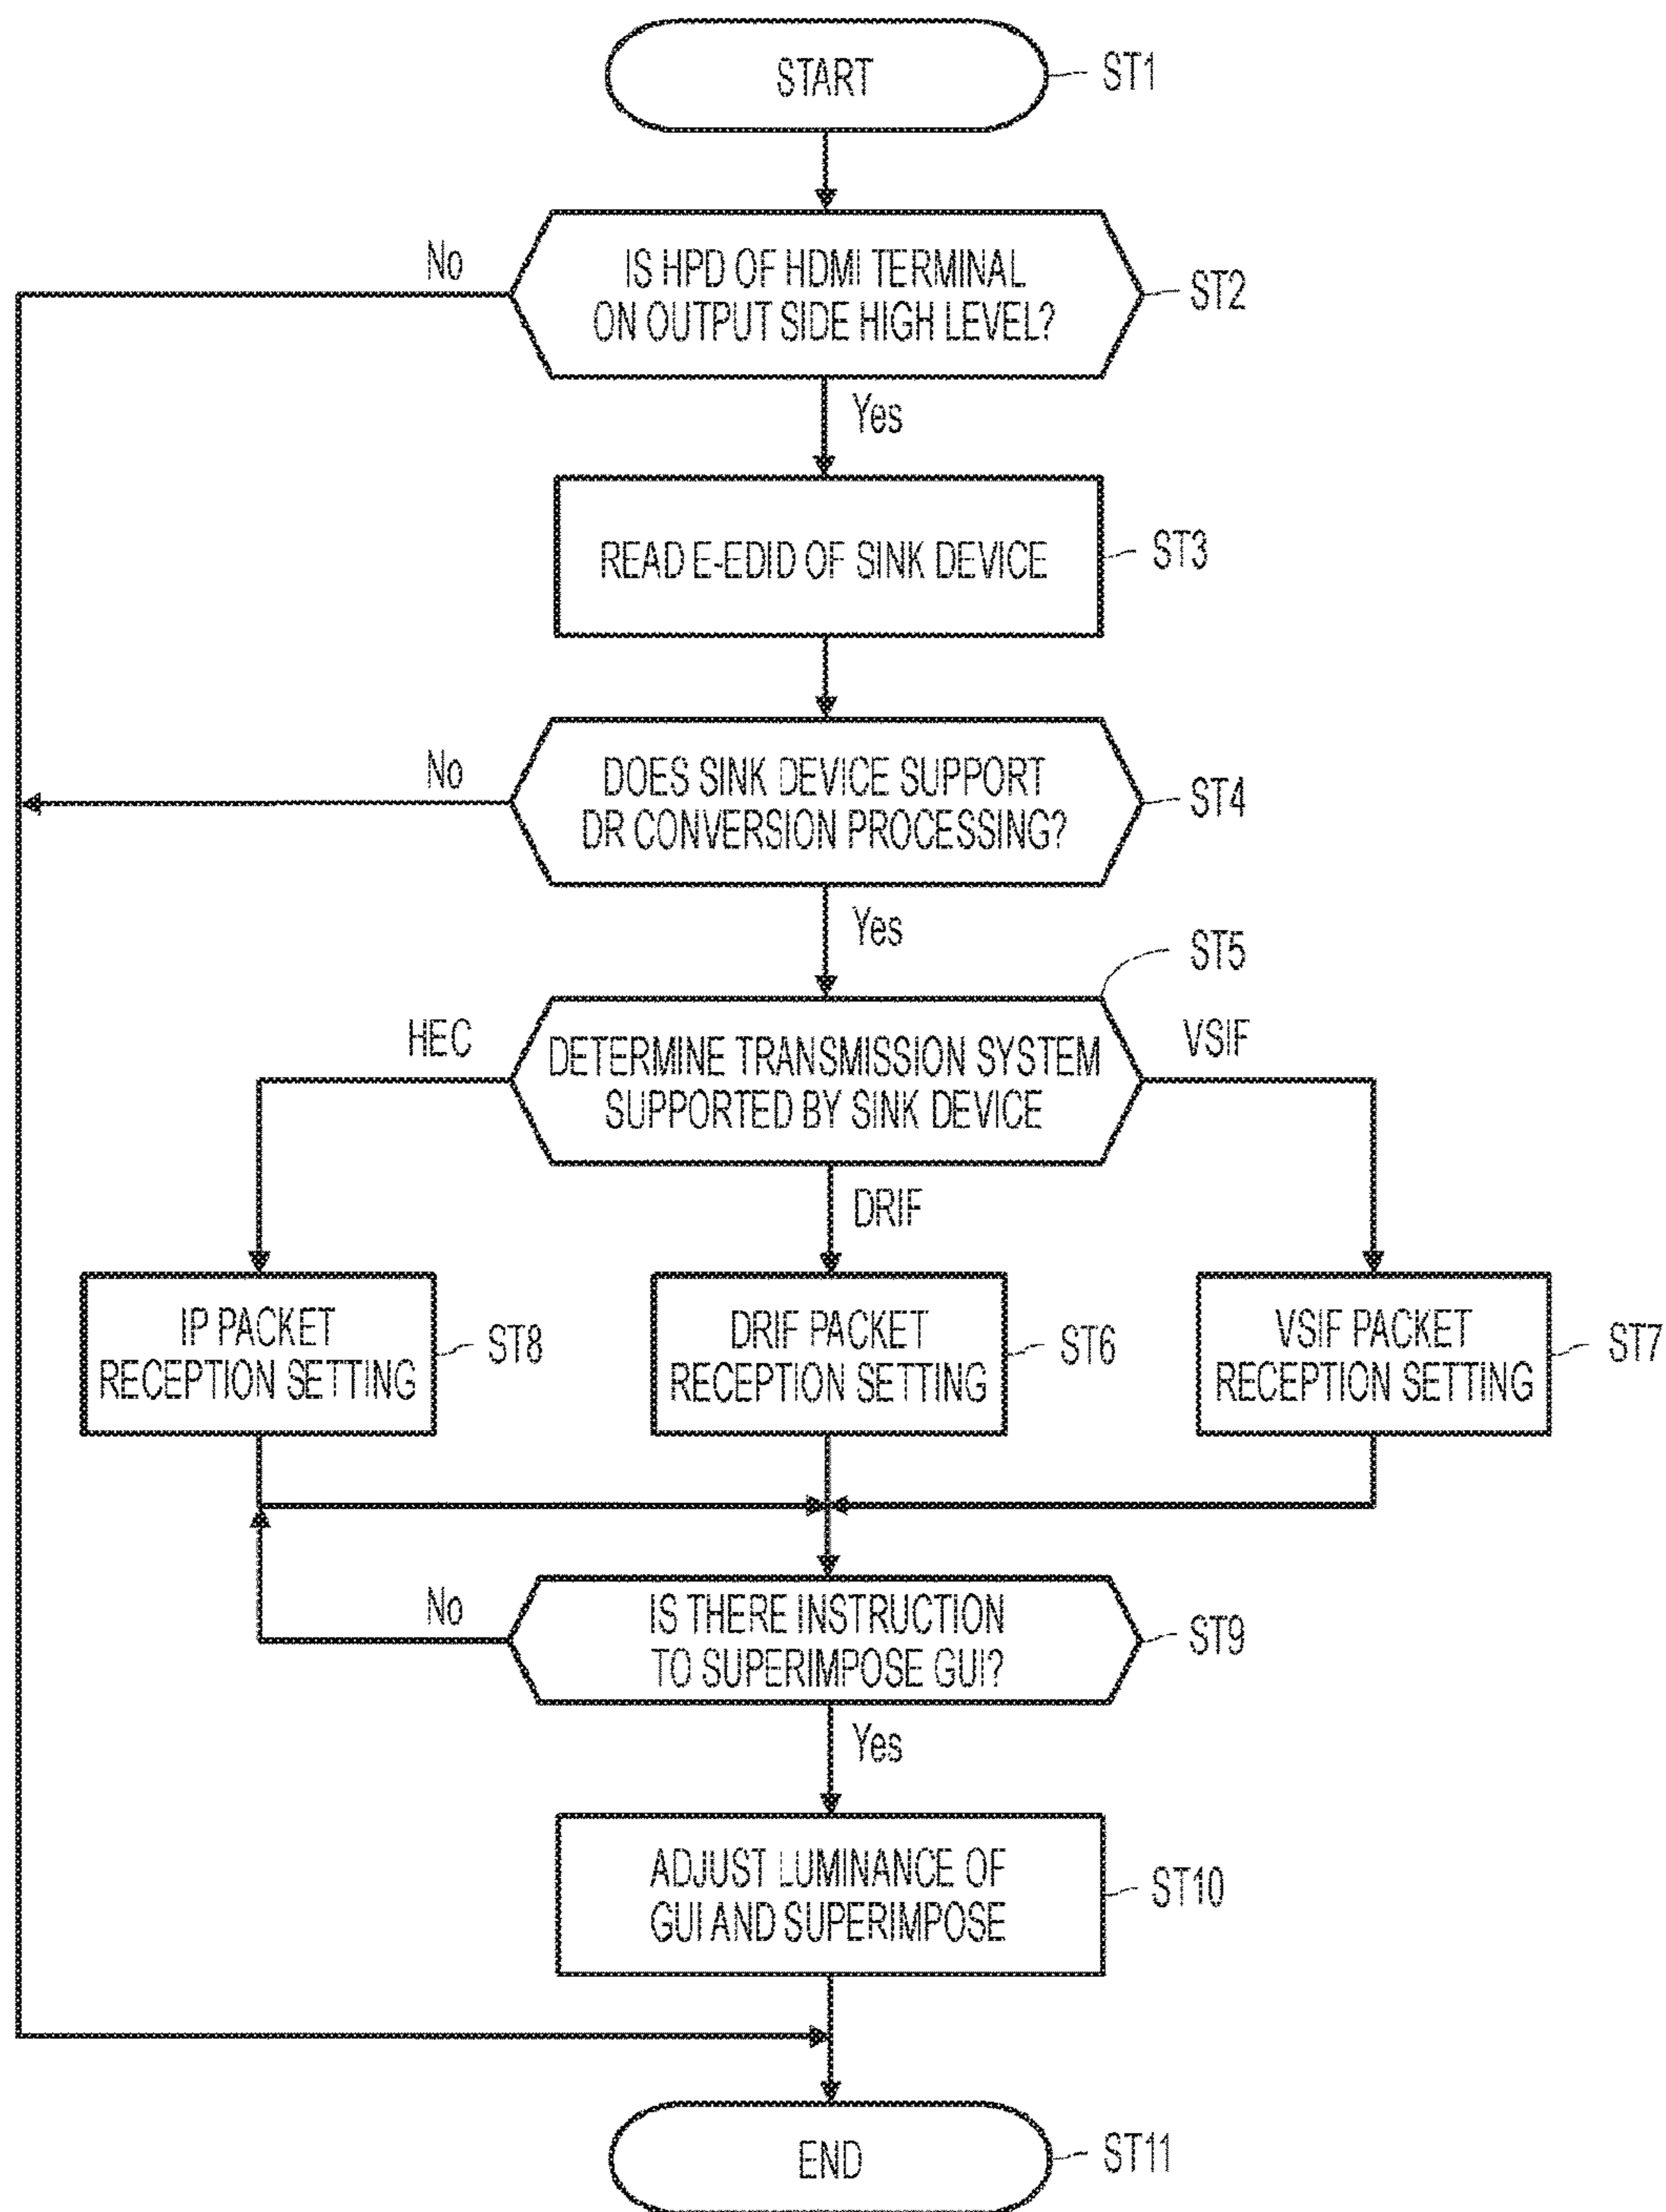 START
ST1
No
IS HPD OF HDMI TERMINAL
ON OUTPUT SIDE HIGH LEVEL?
ST2
Yes
READ E-EDID OF SINK DEVICE
ST3
No
DOES SINK DEVICE SUPPORT
DR CONVERSION PROCESSING?
ST4
Yes
ST5
HEC
DETERMINE TRANSMISSION SYSTEM
SUPPORTED BY SINK DEVICE
VSIF
DRIF
IP PACKET
RECEPTION SETTING
ST8
DRIF PACKET
RECEPTION SETTING
ST6
VSIF PACKET
RECEPTION SETTING
ST7
No
IS THERE INSTRUCTION
TO SUPERIMPOSE GUI?
ST9
Yes
ADJUST LUMINANCE OF
GUI AND SUPERIMPOSE
ST10
END
ST11